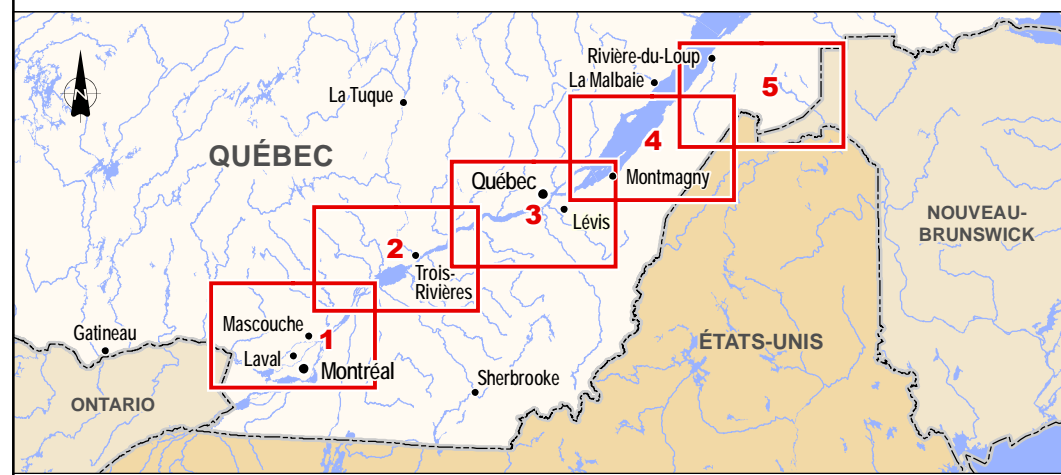 N
Rivière-du-Loup
La Malbaie
5
La Tuque
4
QUÉBEC
Québec
Montmagny
3
Lévis
NOUVEAU-
BRUNSWICK
2
Trois-
Rivières
Mascouche
1
Gatineau
Laval
ÉTATS-UNIS
Montréal
Sherbrooke
ONTARIO